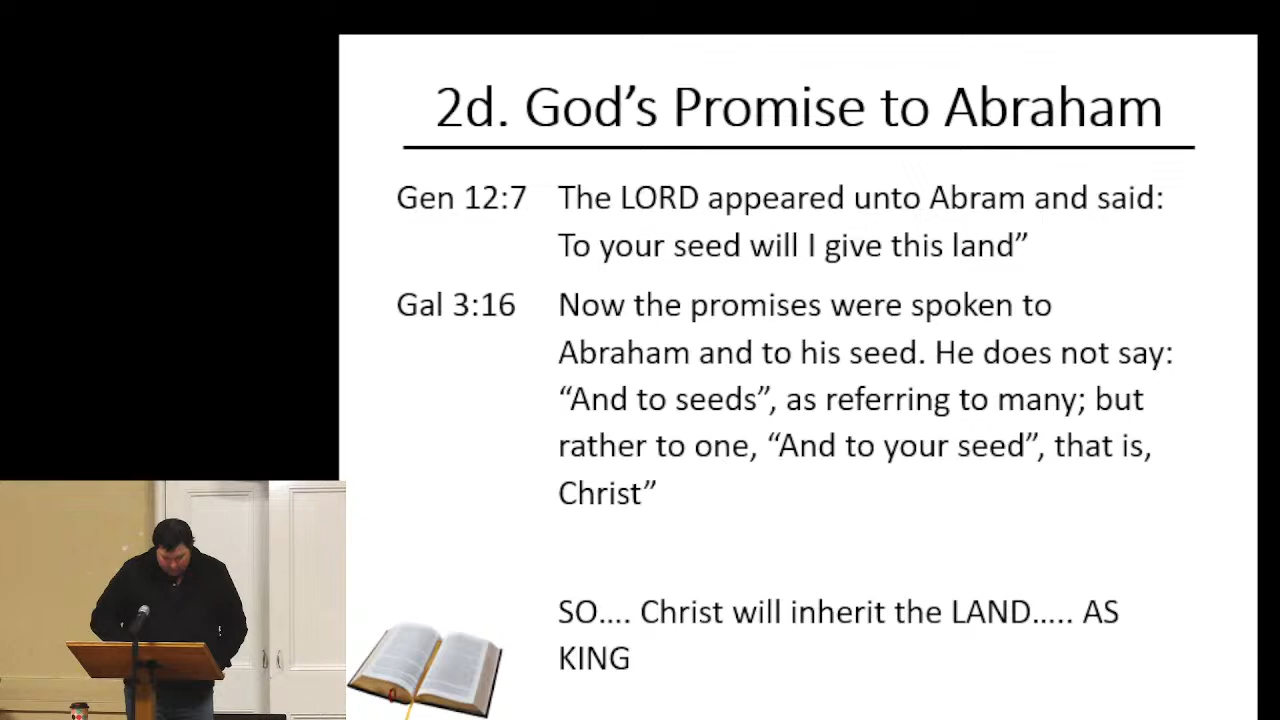 2d. God’s Promise to Abraham
Gen 12:7 The LORD appeared unto Abram and said:
To your seed will I give this land”
Gal 3:16 Now the promises were spoken to
Abraham and to his seed. He does not say:
“And to seeds”, as referring to many; but
rather to one, “And to your seed”, that is,
Christ”
SO.... Christ will inherit the LAND..... AS
KING